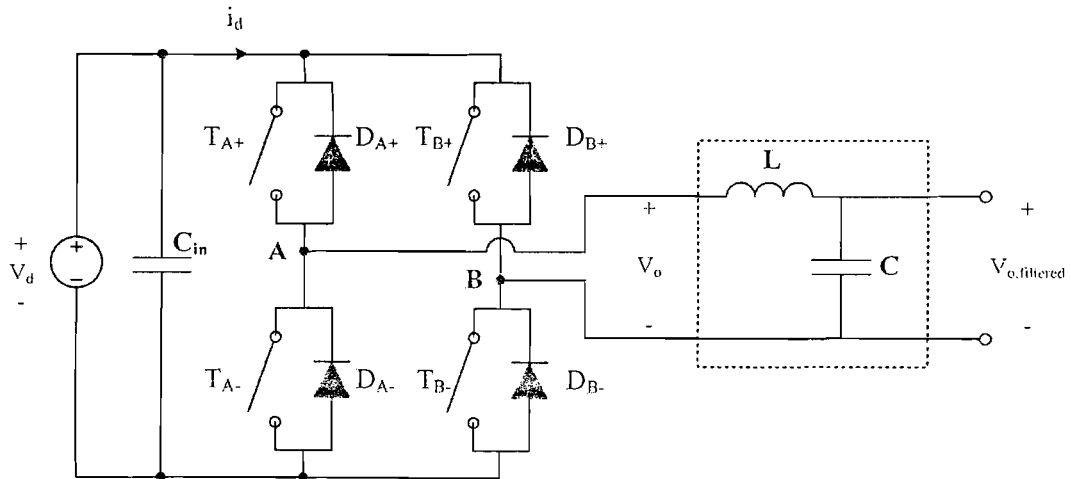 i_d
T_A+ D_A+ T_B+ D_B+
L
+ +
A
+ + C_in V_o C V_o,filtered
V_d − B
- - -
T_A- D_A- T_B- D_B-